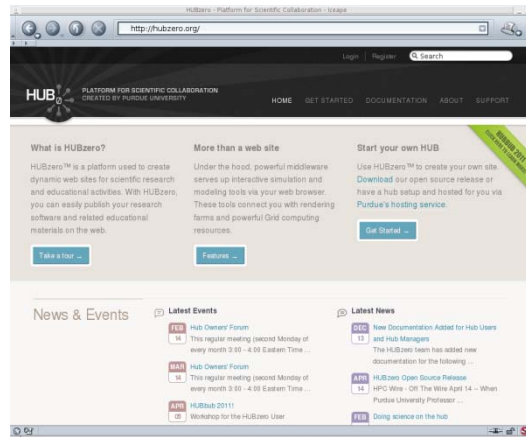 HUBzero - Platform for Scientific Collaboration - Iceape
http://hubzero.org/
Login Register Search
HUB
PLATFORM FOR SCIENTIFIC COLLABORATION
CREATED BY PURDUE UNIVERSITY
HOME GET STARTED DOCUMENTATION ABOUT SUPPORT
What is HUBzero?
HUBzero™ is a platform used to create
dynamic web sites for scientific research
and educational activities. With HUBzero,
you can easily publish your research
software and related educational
materials on the web.
Take a tour
More than a web site
Under the hood, powerful middleware
serves up interactive simulation and
modeling tools via your web browser.
These tools connect you with rendering
farms and powerful Grid computing
resources.
Features
Start your own HUB
Use HUBzero™ to create your own site.
Download our open source release or
have a hub setup and hosted for you via
Purdue's hosting service.
Get Started
News & Events
Latest Events
FEB
14
Hub Owners' Forum
This regular meeting (second Monday of
every month 3:00 - 4:00 Eastern Time ...
MAR
14
Hub Owners' Forum
This regular meeting (second Monday of
every month 3:00 - 4:00 Eastern Time ...
APR
05
HUBbub 2011!
Workshop for the HUBzero User
Latest News
DEC
13
New Documentation Added for Hub Users
and Hub Managers
The HUBzero team has added new
documentation for the following ...
APR
14
HUBzero Open Source Release
HPC Wire - Off The Wire April 14 -- When
Purdue University Professor ...
FEB
Doing science on the hub